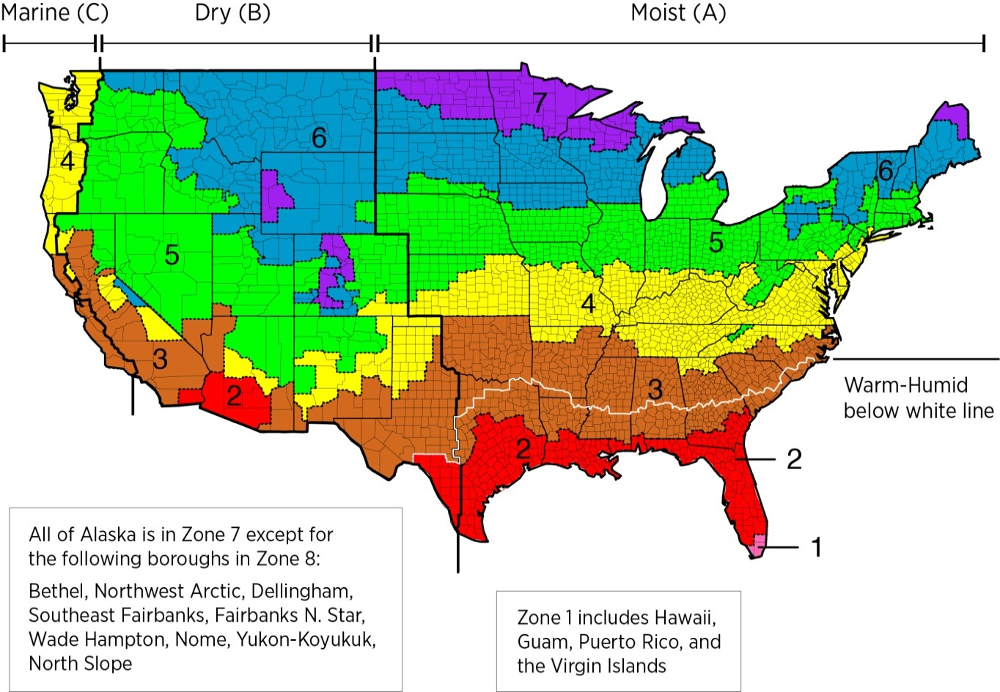 Marine (C)
Dry (B)
Moist (A)
7
6
4
6
5
5
4
3
3
2
2
Warm-Humid
below white line
2
1
All of Alaska is in Zone 7 except for
the following boroughs in Zone 8:
Bethel, Northwest Arctic, Dellingham,
Southeast Fairbanks, Fairbanks N. Star,
Wade Hampton, Nome, Yukon-Koyukuk,
North Slope
Zone 1 includes Hawaii,
Guam, Puerto Rico, and
the Virgin Islands